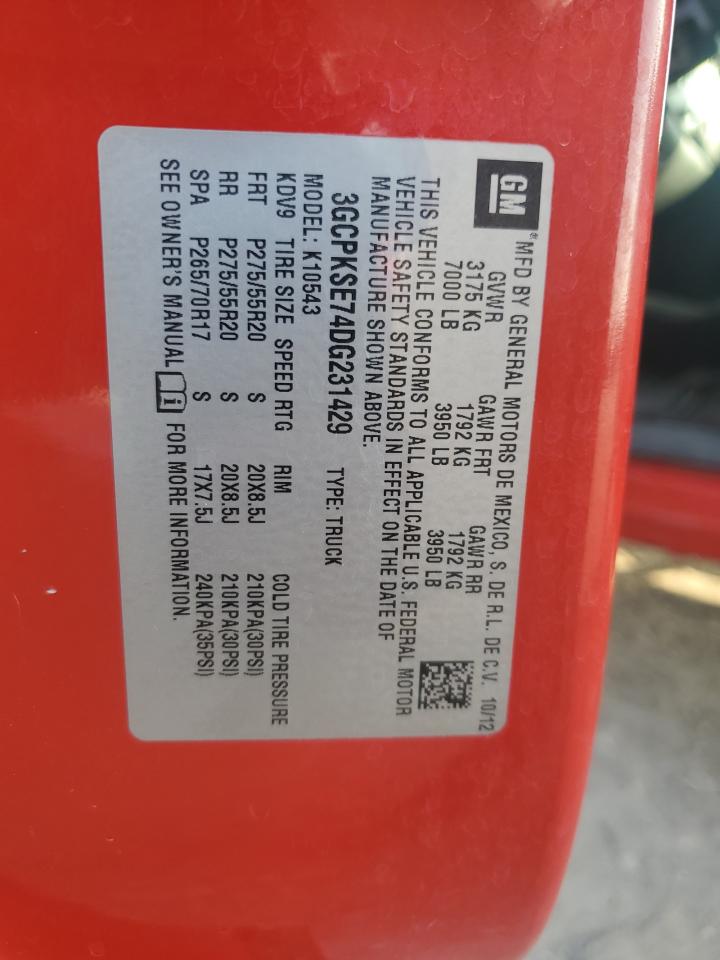 GM ® MFD BY GENERAL MOTORS DE MEXICO, S. DE R.L. DE C.V. 10/12
GVWR GAWR FRT GAWR RR
3175 KG 1792 KG 1792 KG
7000 LB 3950 LB 3950 LB
THIS VEHICLE CONFORMS TO ALL APPLICABLE U.S. FEDERAL MOTOR
VEHICLE SAFETY STANDARDS IN EFFECT ON THE DATE OF
MANUFACTURE SHOWN ABOVE.
3GCPKSE74DG231429 TYPE: TRUCK
MODEL: K10543
KDV9 TIRE SIZE SPEED RTG RIM COLD TIRE PRESSURE
FRT P275/55R20 S 20X8.5J 210KPA(30PSI)
RR P275/55R20 S 20X8.5J 210KPA(30PSI)
SPA P265/70R17 S 17X7.5J 240KPA(35PSI)
SEE OWNER'S MANUAL i FOR MORE INFORMATION.